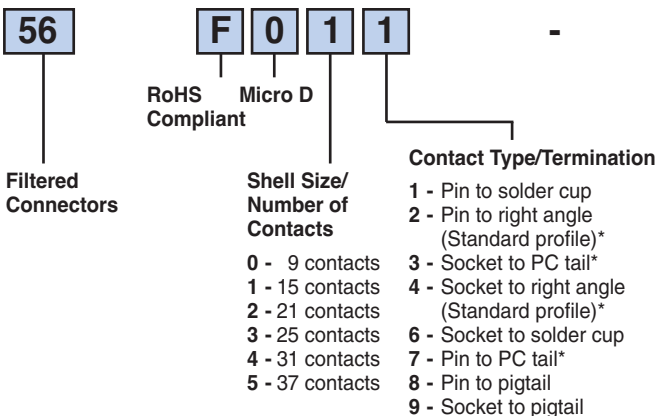 56 F 0 1 1 -
RoHS Compliant
Micro D
Filtered
Connectors
Shell Size/
Number of
Contacts
0 - 9 contacts
1 - 15 contacts
2 - 21 contacts
3 - 25 contacts
4 - 31 contacts
5 - 37 contacts
Contact Type/Termination
1 - Pin to solder cup
2 - Pin to right angle
(Standard profile)*
3 - Socket to PC tail*
4 - Socket to right angle
(Standard profile)*
6 - Socket to solder cup
7 - Pin to PC tail*
8 - Pin to pigtail
9 - Socket to pigtail